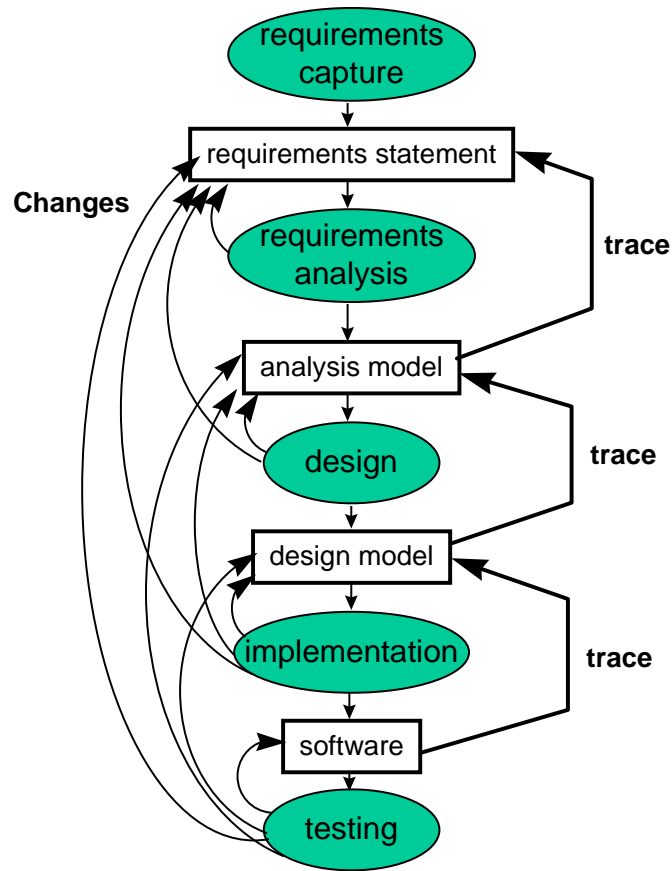 requirements
capture
requirements statement
Changes
requirements
analysis
trace
analysis model
design
trace
design model
implementation
trace
software
testing